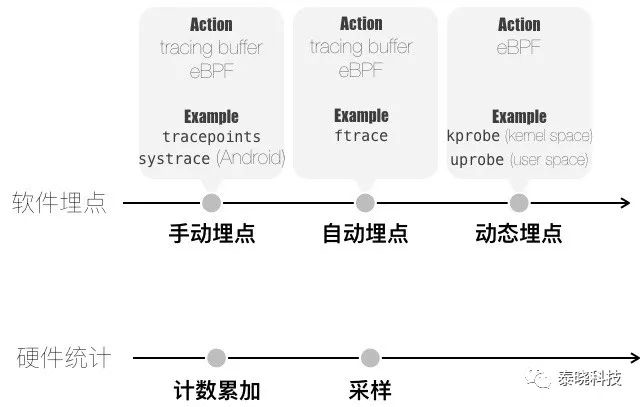 Action
tracing buffer
eBPF
Example
tracepoints
systrace (Android)
Action
tracing buffer
eBPF
Example
ftrace
Action
eBPF
Example
kprobe (kernel space)
uprobe (user space)
软件埋点
手动埋点
自动埋点
动态埋点
硬件统计
计数累加
采样
泰晓科技